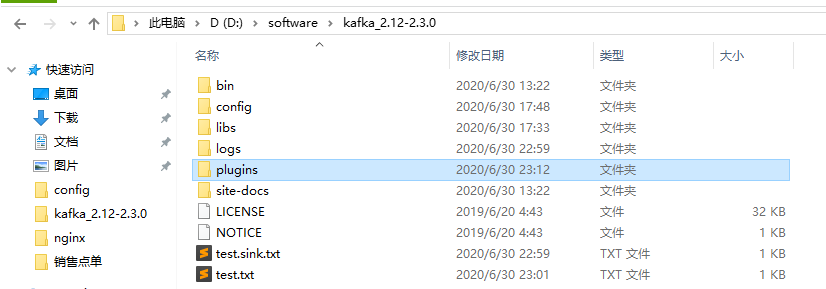 此电脑 > D (D:) > software > kafka_2.12-2.3.0
名称 修改日期 类型 大小
快速访问
桌面
下载
文档
图片
config
kafka_2.12-2.3.0
nginx
销售点单
bin 2020/6/30 13:22 文件夹
config 2020/6/30 17:48 文件夹
libs 2020/6/30 17:33 文件夹
logs 2020/6/30 22:59 文件夹
plugins 2020/6/30 23:12 文件夹
site-docs 2020/6/30 13:22 文件夹
LICENSE 2019/6/20 4:43 文件 32 KB
NOTICE 2019/6/20 4:43 文件 1 KB
test.sink.txt 2020/6/30 22:59 TXT 文件 1 KB
test.txt 2020/6/30 23:01 TXT 文件 1 KB